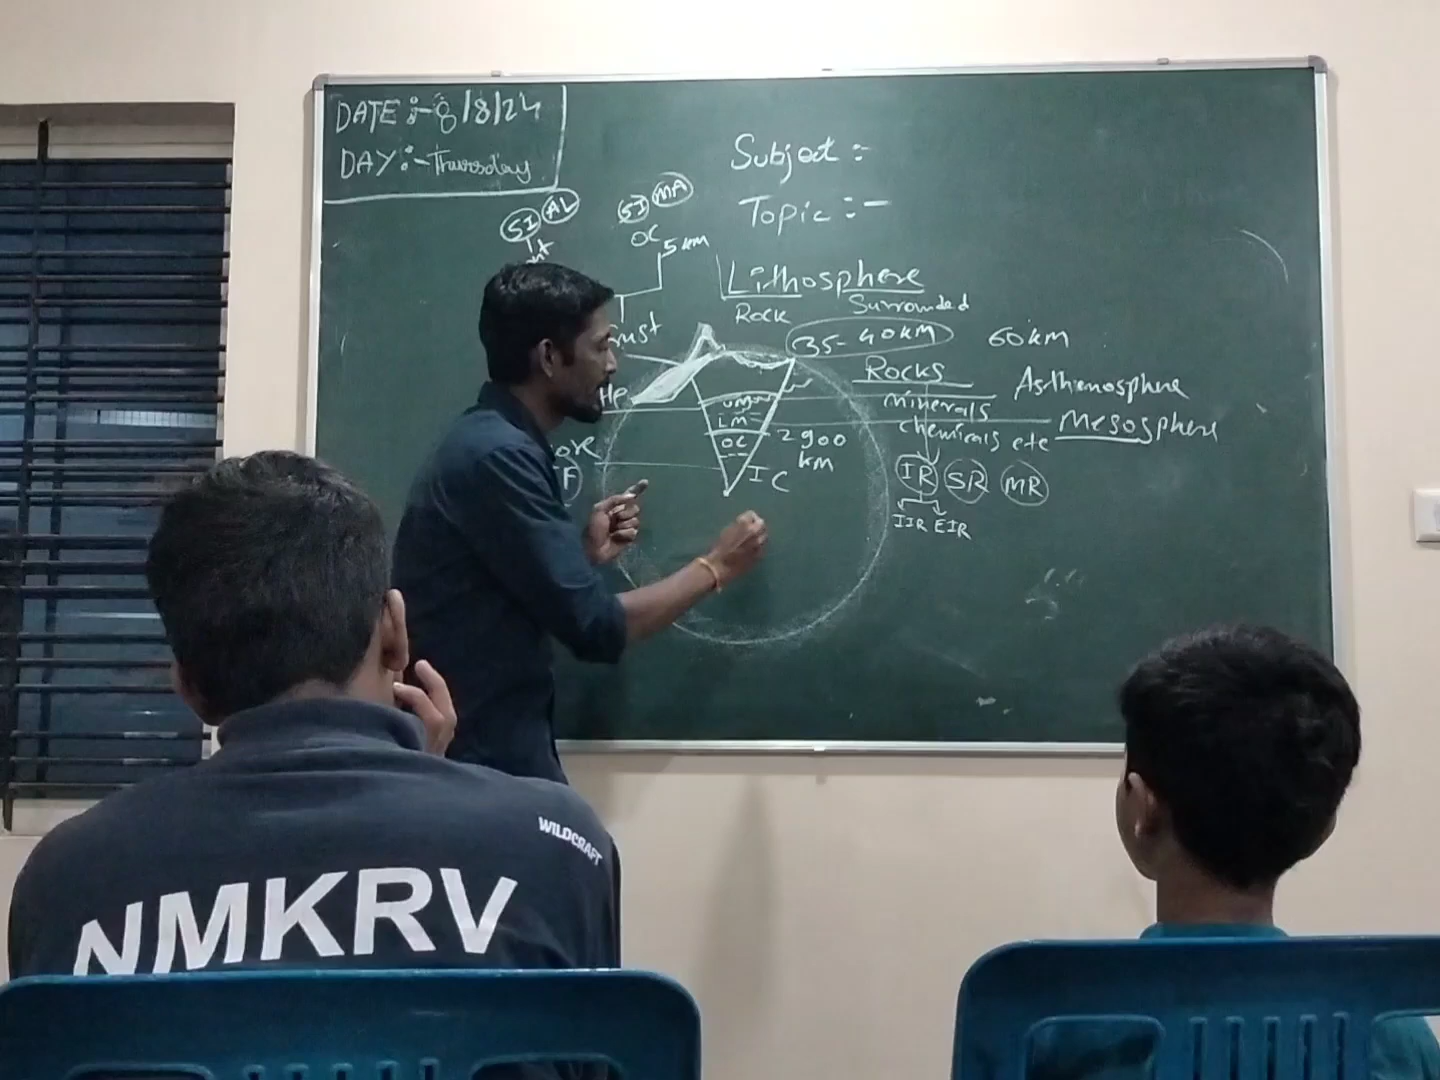 DATE :- 8/8/24
DAY :- Thursday
Subject :-
Topic :-
SI AL
SI MA
OC
5 km
Lithosphere
Rock Surrounded
35-40KM 60KM
Rocks
Asthenosphere
minerals
Mesosphere
chemicals etc
UM
LM
OC
2900
KM
IC
IR SR MR
IIR EIR
WILDCRAFT
NMKRV